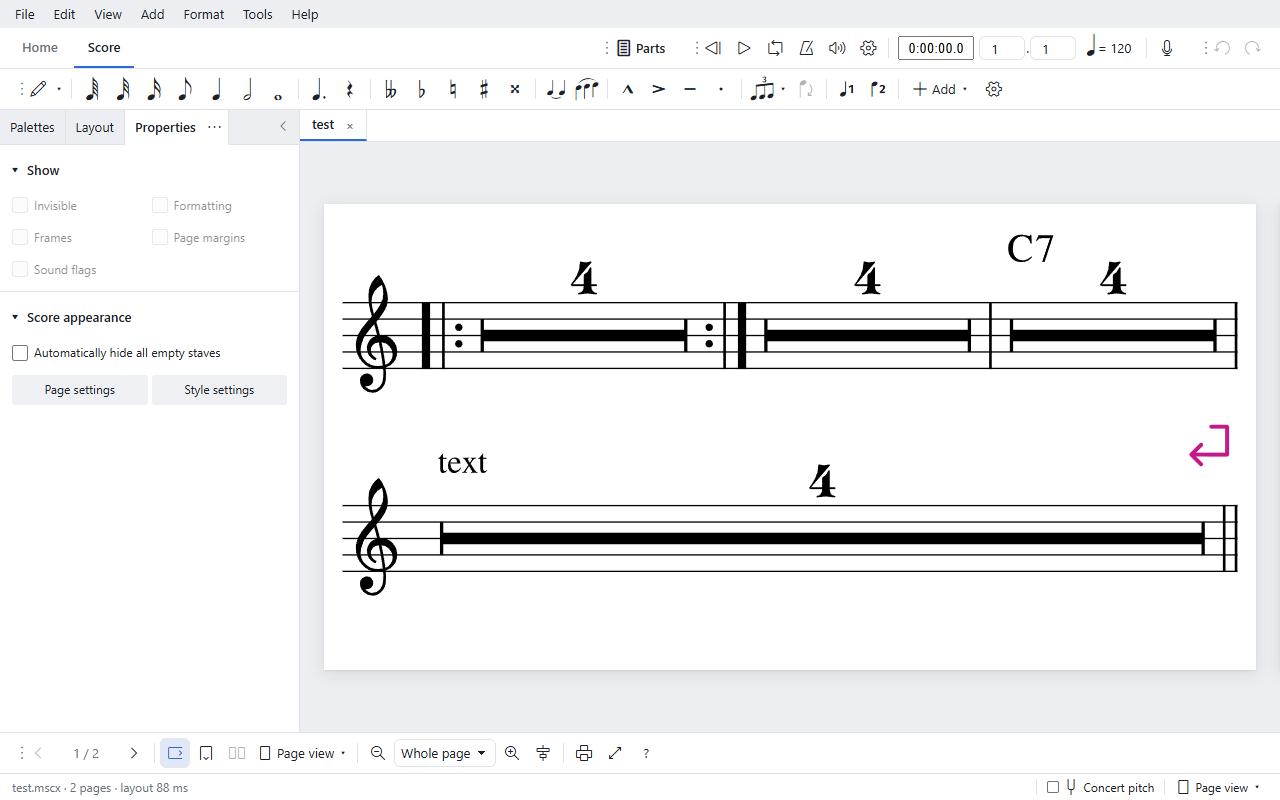 File Edit View Add Format Tools Help
Home Score Parts 0:00:00.0 1 . 1 = 120
3 1 2 Add
Palettes Layout Properties ··· test ×
Show
Invisible Formatting
Frames Page margins
Sound flags
Score appearance
Automatically hide all empty staves
Page settings Style settings
C7
4 4 4
text
4
1 / 2 Page view Whole page ?
test.mscx · 2 pages · layout 88 ms Concert pitch Page view